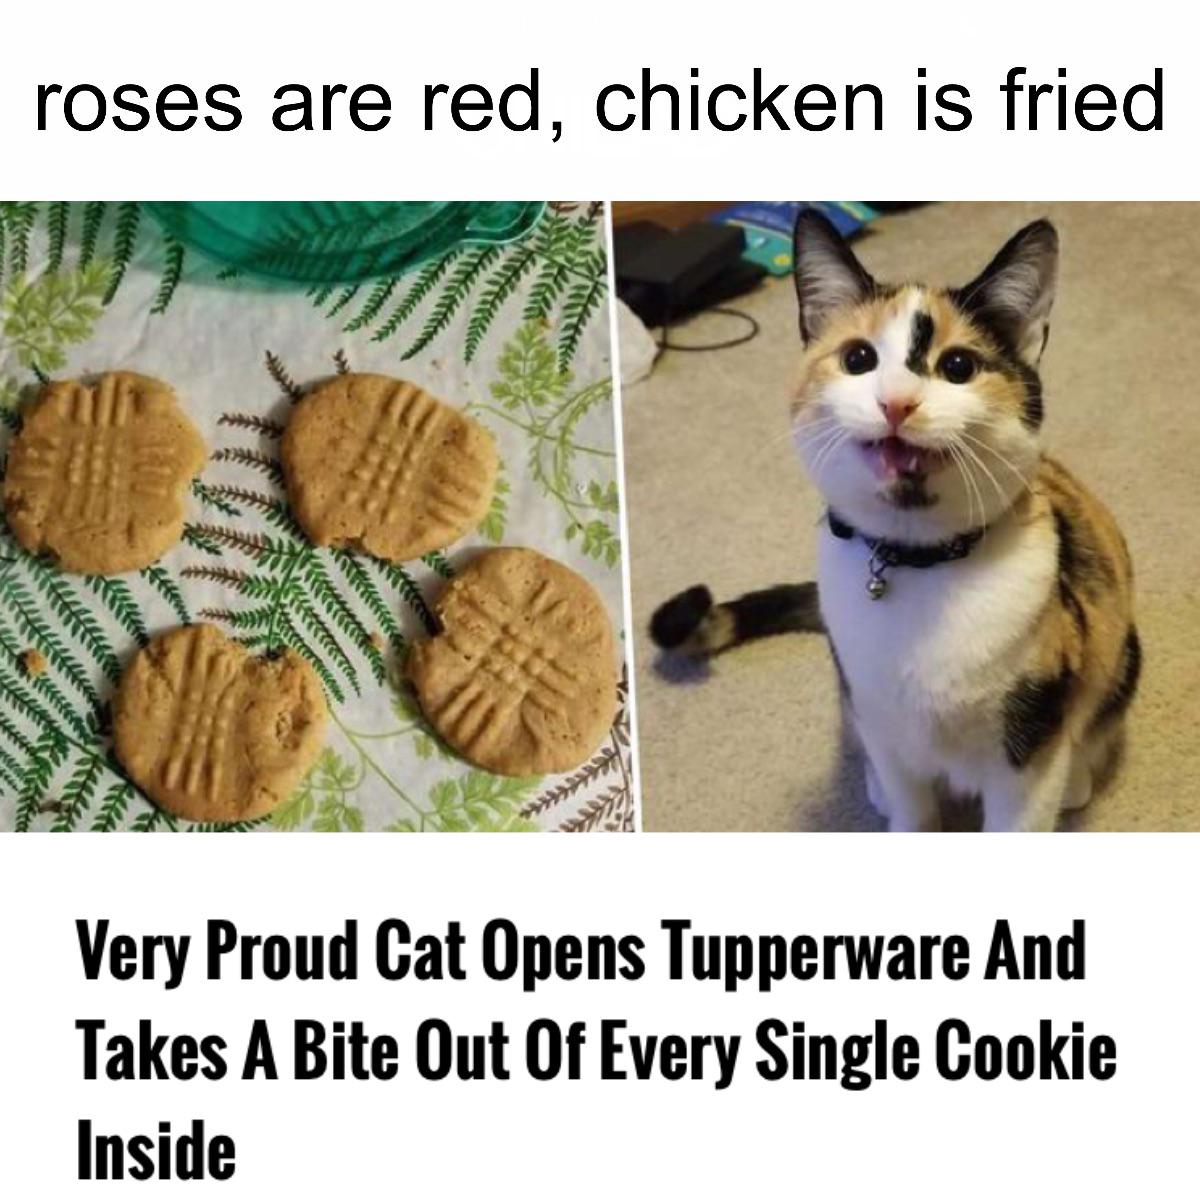 roses are red, chicken is fried
Very Proud Cat Opens Tupperware And
Takes A Bite Out Of Every Single Cookie
Inside